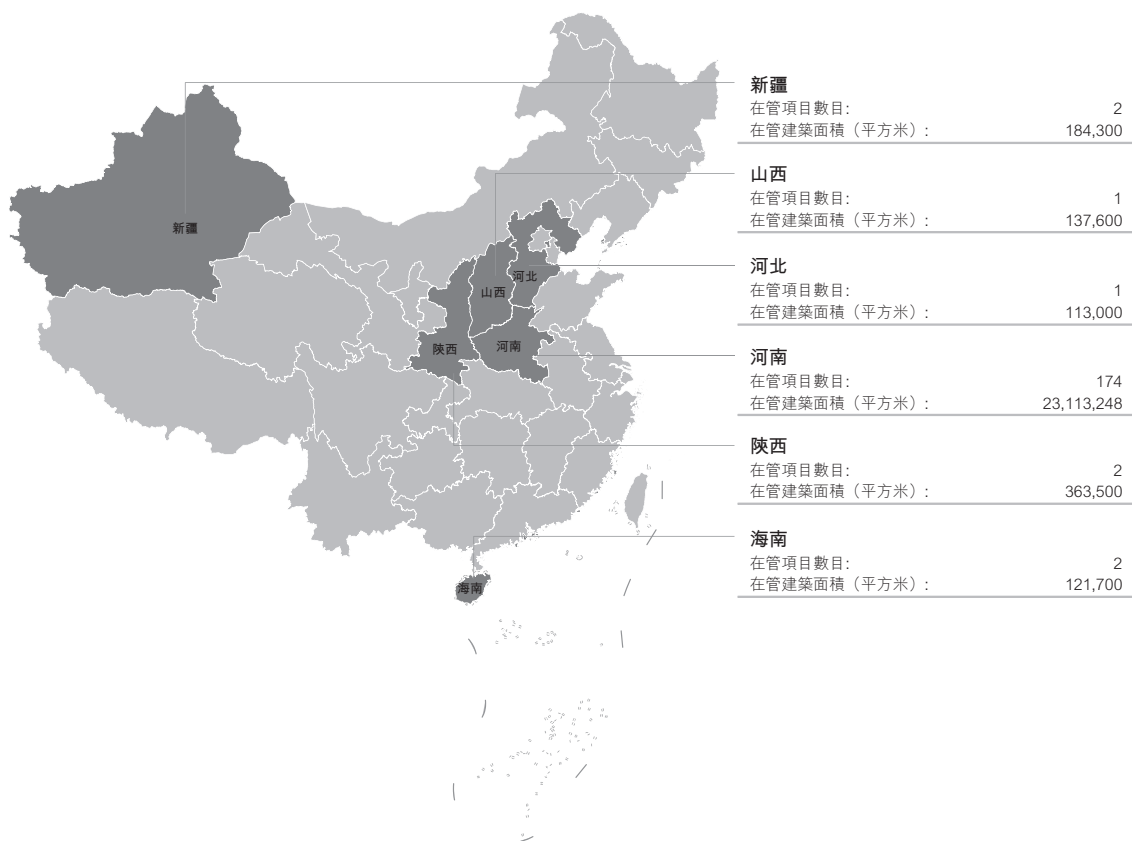 新疆
在管項目數目: 2
在管建築面積（平方米）: 184,300
山西
在管項目數目: 1
在管建築面積（平方米）: 137,600
河北
在管項目數目: 1
在管建築面積（平方米）: 113,000
河南
在管項目數目: 174
在管建築面積（平方米）: 23,113,248
陝西
在管項目數目: 2
在管建築面積（平方米）: 363,500
海南
在管項目數目: 2
在管建築面積（平方米）: 121,700
新疆
河北
山西
陝西
河南
海南